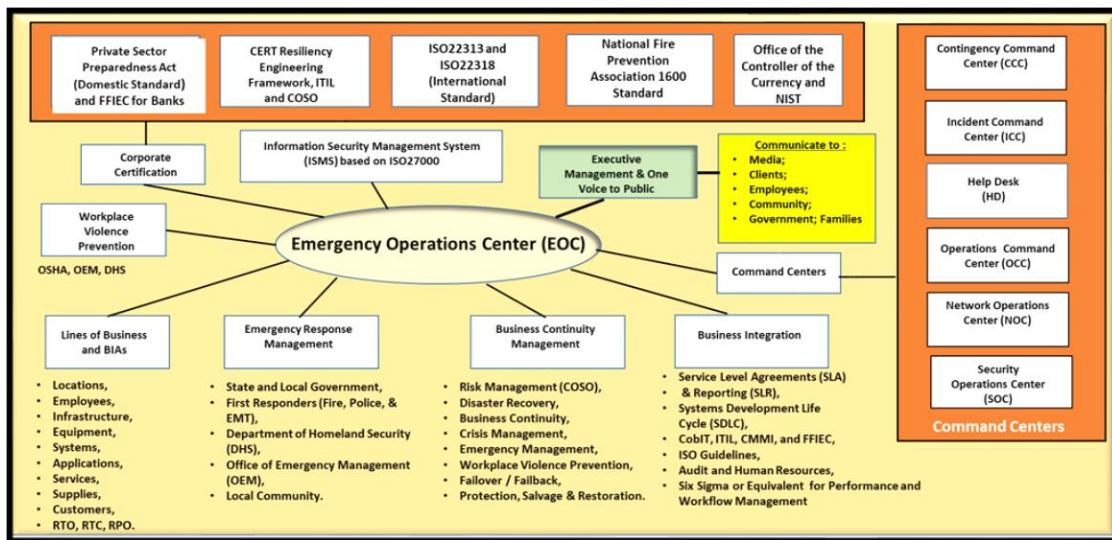 Private Sector
Preparedness Act
(Domestic Standard)
and FFIEC for Banks
CERT Resiliency
Engineering
Framework, ITIL
and COSO
ISO22313 and
ISO22318
(International
Standard)
National Fire
Prevention
Association 1600
Standard
Office of the
Controller of the
Currency and
NIST
Contingency Command
Center (CCC)
Incident Command
Center (ICC)
Help Desk
(HD)
Operations Command
Center (OCC)
Network Operations
Center (NOC)
Security
Operations Center
(SOC)
Command Centers
Corporate
Certification
Information Security Management System
(ISMS) based on ISO27000
Executive
Management & One
Voice to Public
Communicate to :
• Media;
• Clients;
• Employees;
• Community;
• Government; Families
Workplace
Violence
Prevention
OSHA, OEM, DHS
Emergency Operations Center (EOC)
Command Centers
Lines of Business
and BIAs
• Locations,
• Employees,
• Infrastructure,
• Equipment,
• Systems,
• Applications,
• Services,
• Supplies,
• Customers,
• RTO, RTC, RPO.
Emergency Response
Management
• State and Local Government,
• First Responders (Fire, Police, &
EMT),
• Department of Homeland Security
(DHS),
• Office of Emergency Management
(OEM),
• Local Community.
Business Continuity
Management
• Risk Management (COSO),
• Disaster Recovery,
• Business Continuity,
• Crisis Management,
• Emergency Management,
• Workplace Violence Prevention,
• Failover / Failback,
• Protection, Salvage & Restoration.
Business Integration
• Service Level Agreements (SLA)
• & Reporting (SLR),
• Systems Development Life
Cycle (SDLC),
• CobIT, ITIL, CMMI, and FFIEC,
• ISO Guidelines,
• Audit and Human Resources,
• Six Sigma or Equivalent for Performance and
Workflow Management